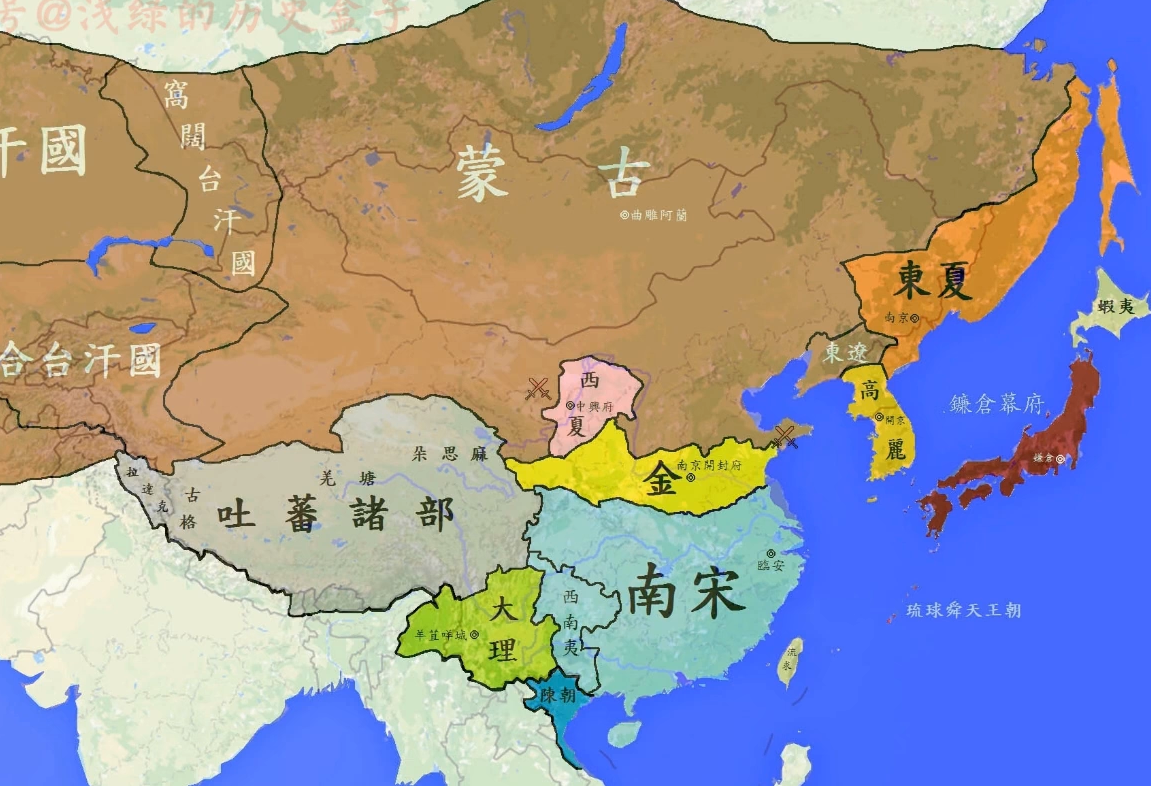 号@浅绿的历史盒子
窩闊台汗國
汗國
蒙古
曲雕阿蘭
東夏
南京
蝦夷
合台汗國
東遼
西夏
中興府
高麗
開京
鎌倉幕府
鎌倉
朵思麻
金
南京開封府
拉達克
羌塘
古格
吐蕃諸部
臨安
南宋
大理
羊苴咩城
西南夷
琉球舜天王朝
流求
陳朝